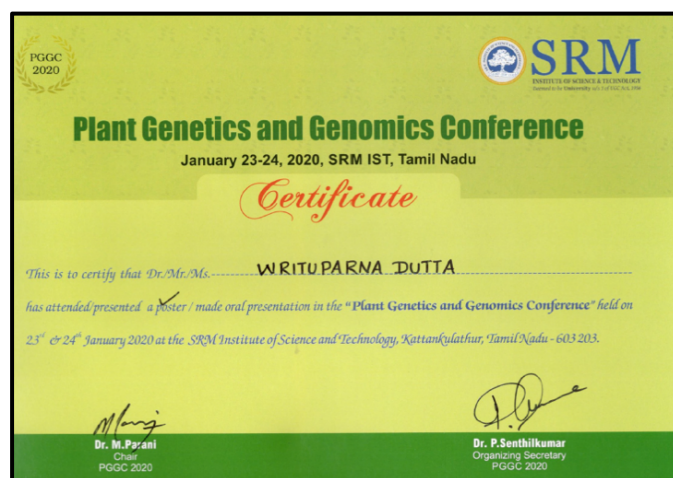 PGGC
2020
SRM
INSTITUTE OF SCIENCE & TECHNOLOGY
Plant Genetics and Genomics Conference
January 23-24, 2020, SRM IST, Tamil Nadu
Certificate
This is to certify that Dr./Mr./Ms. WRITUPARNA DUTTA
has attended/presented a poster / made oral presentation in the "Plant Genetics and Genomics Conference" held on
23rd & 24th January 2020 at the SRM Institute of Science and Technology, Kattankulathur, Tamil Nadu - 603 203.
Dr. M.Parani
Chair
PGGC 2020
Dr. P.Senthilkumar
Organizing Secretary
PGGC 2020